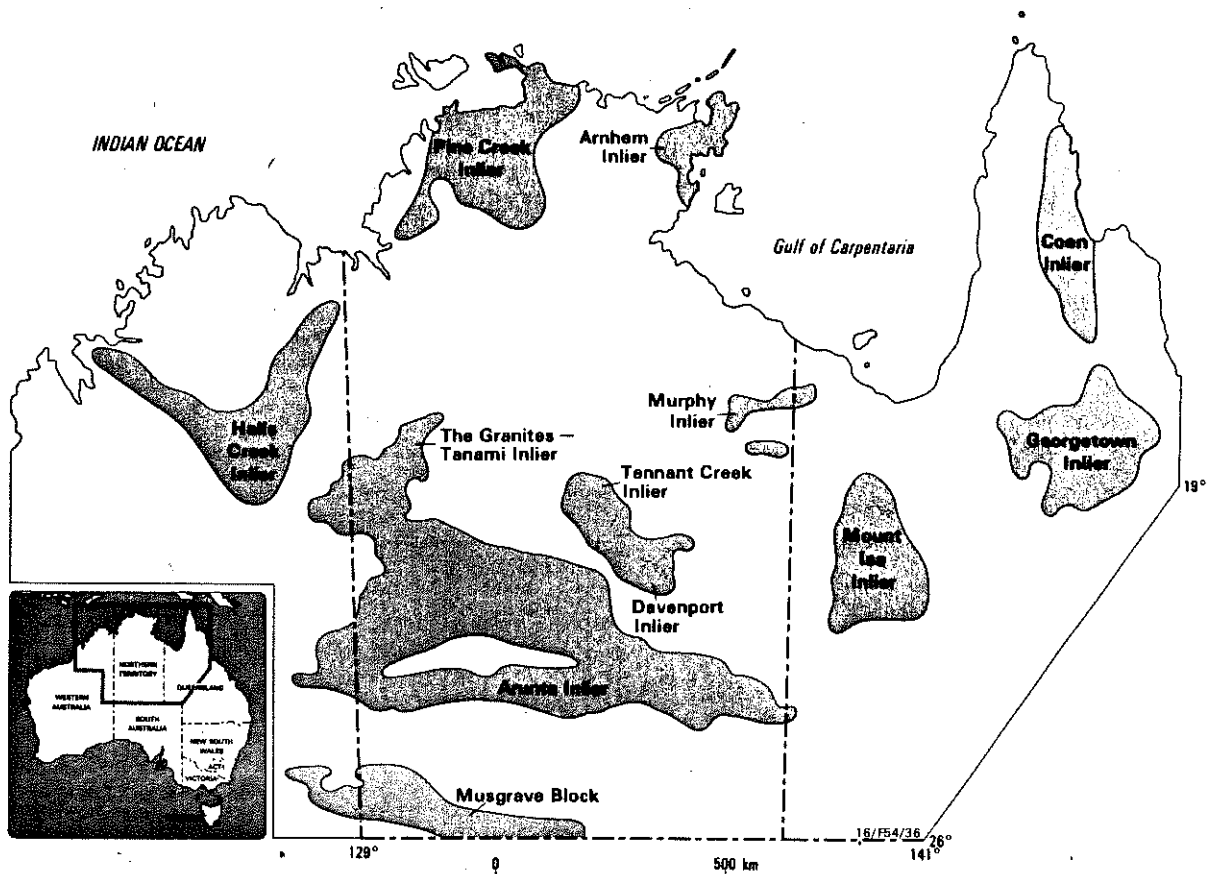 INDIAN OCEAN
Pine Creek
Inlier
Arnhem
Inlier
Gulf of Carpentaria
Coen
Inlier
Halls
Creek
Inlier
The Granites —
Tanami Inlier
Murphy
Inlier
Tennant Creek
Inlier
Georgetown
Inlier
19°
Mount
Isa
Inlier
Davenport
Inlier
Arunta Inlier
Musgrave Block
NORTHERN
TERRITORY
WESTERN
AUSTRALIA
QUEENSLAND
SOUTH
AUSTRALIA
NEW SOUTH
WALES
ACT
VICTORIA
16/F54/36
26°
129°
141°
0
500 km